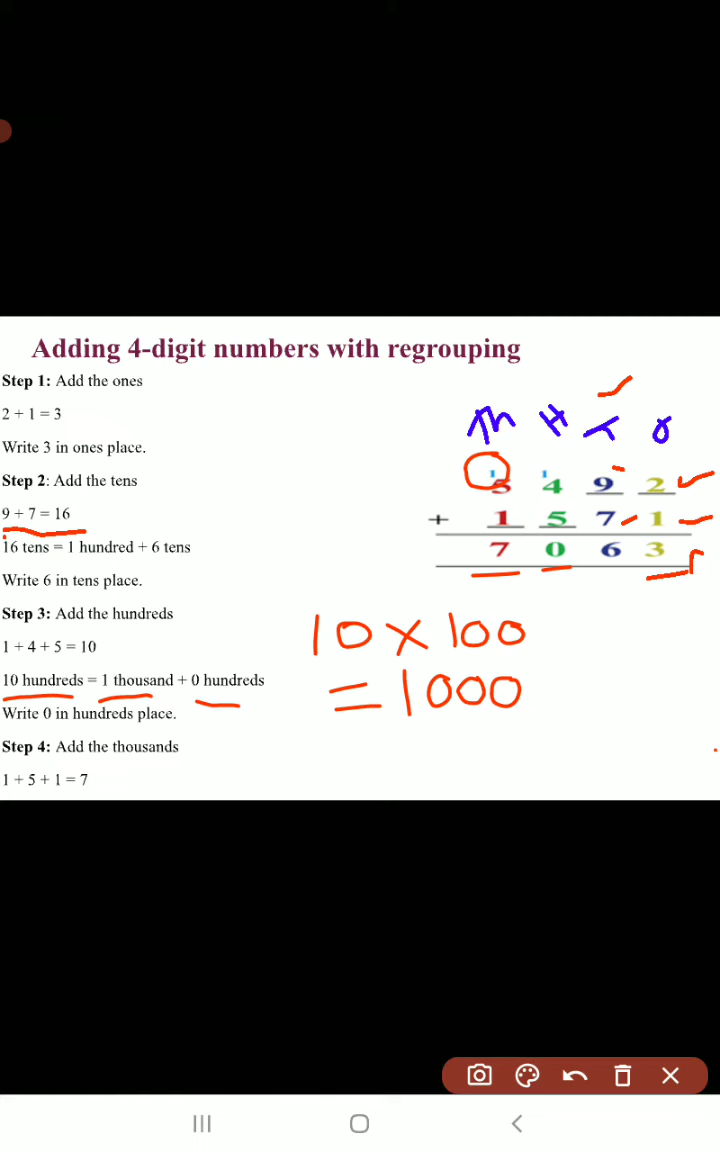 Adding 4-digit numbers with regrouping
Step 1: Add the ones
2 + 1 = 3
Write 3 in ones place.
Step 2: Add the tens
9 + 7 = 16
16 tens = 1 hundred + 6 tens
Write 6 in tens place.
Step 3: Add the hundreds
1 + 4 + 5 = 10
10 hundreds = 1 thousand + 0 hundreds
Write 0 in hundreds place.
Step 4: Add the thousands
1 + 5 + 1 = 7
Th H T O
1 1
5 4 9 2
+ 1 5 7 1
7 0 6 3
10 × 100
= 1000